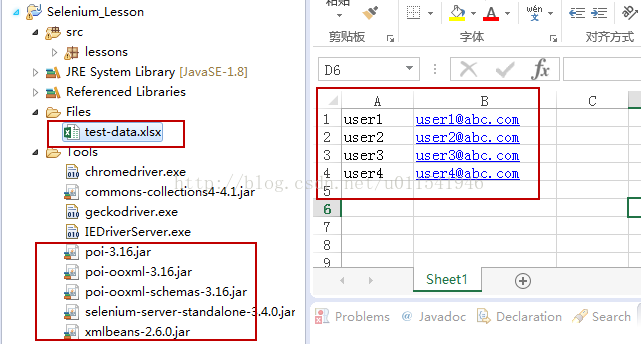 Selenium_Lesson
src
lessons
JRE System Library [JavaSE-1.8]
Referenced Libraries
Files
test-data.xlsx
Tools
chromedriver.exe
commons-collections4-4.1.jar
geckodriver.exe
IEDriverServer.exe
poi-3.16.jar
poi-ooxml-3.16.jar
poi-ooxml-schemas-3.16.jar
selenium-server-standalone-3.4.0.jar
xmlbeans-2.6.0.jar
粘贴
B I U
A
wén
文
剪贴板
字体
对齐方式
D6
fx
A B C
1 user1 user1@abc.com
2 user2 user2@abc.com
3 user3 user3@abc.com
4 user4 user4@abc.com
5
6
7
8
9
Sheet1
Problems @ Javadoc Declaration Search
http://blog.csdn.net/u011541946